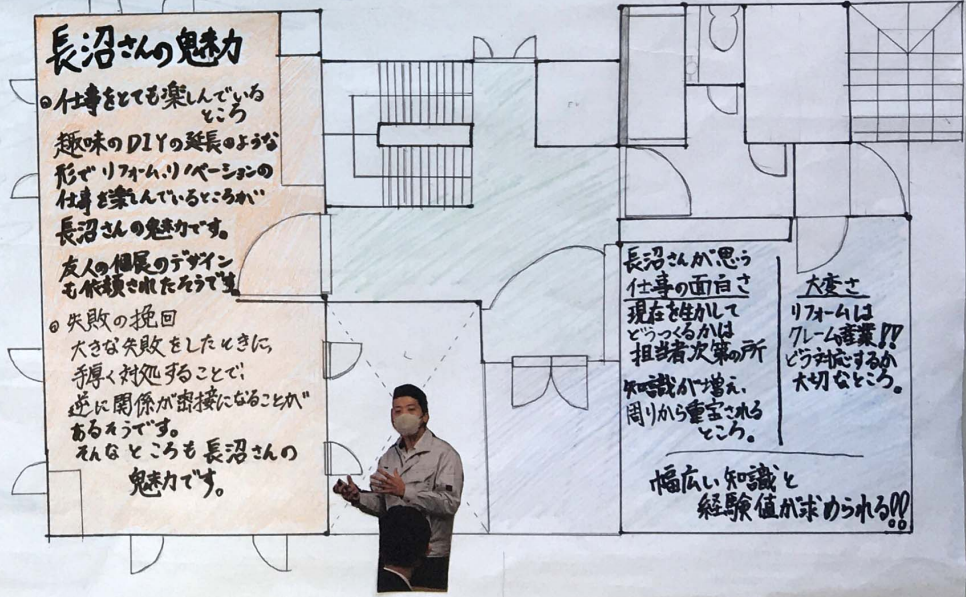 長沼さんの魅力
仕事をとても楽しんでいる
ところ
趣味のDIYの延長のような
形でリフォーム、リノベーションの
仕事を楽しんでいるところが
長沼さんの魅力です。
友人の個展のデザイン
も依頼されたそうです。
失敗の挽回
大きな失敗をしたときに、
手厚く対処することで、
逆に関係が密接になることが
あるそうです。
そんなところも長沼さんの
魅力です。
長沼さんが思う
仕事の面白さ
現在を生かして
どうつくるかは
担当者次第の所
知識が増え、
周りから重宝される
ところ。
大変さ
リフォームは
クレーム産業!!
どう対応するか
大切なところ。
幅広い知識と
経験値が求められる!!